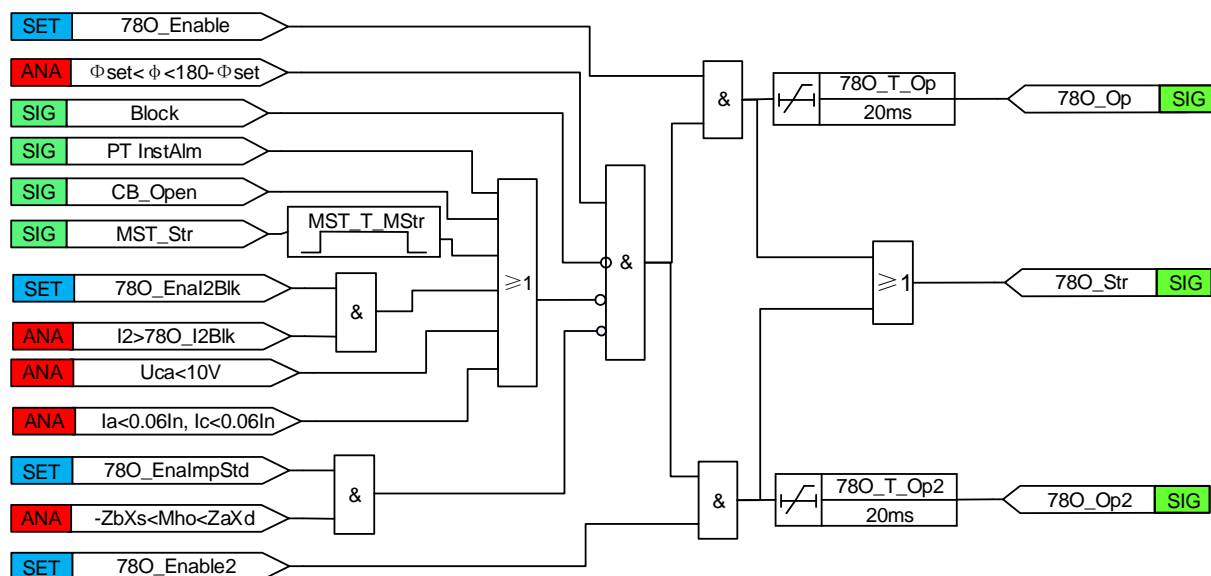 SET 78O_Enable
ANA Φset< ϕ <180- Φset
SIG Block
SIG PT InstAlm
SIG CB_Open
SIG MST_Str
MST_T_MStr
SET 78O_EnaI2Blk
ANA I2>78O_I2Blk
ANA Uca<10V
ANA Ia<0.06In, Ic<0.06In
SET 78O_EnaImpStd
ANA -ZbXs<Mho<ZaXd
SET 78O_Enable2
&
&
≥1
&
&
&
78O_T_Op
20ms
78O_Op SIG
≥1
78O_Str SIG
78O_T_Op2
20ms
78O_Op2 SIG